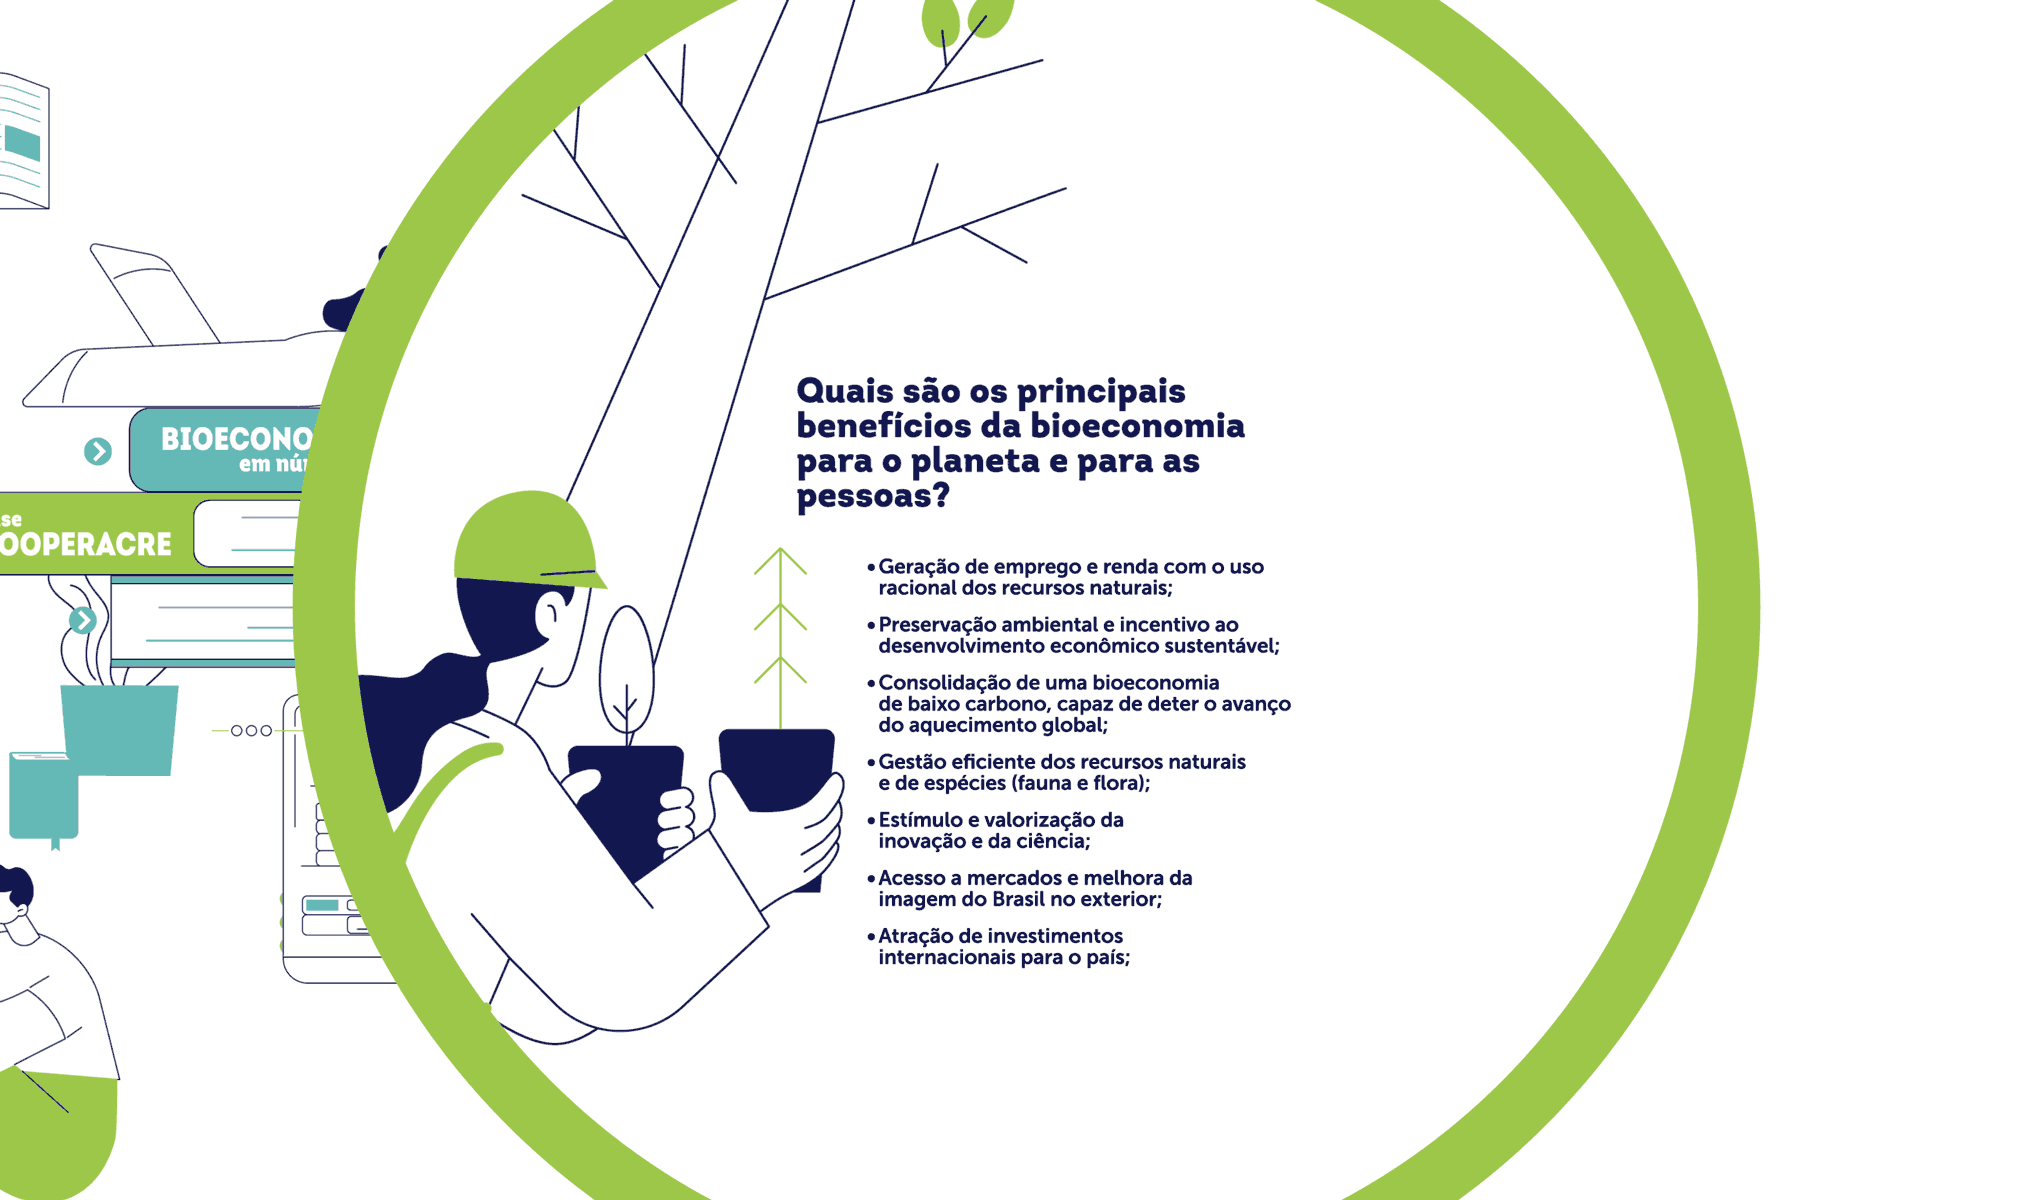 BIOECONO
em nú
se
OOPERACRE
Quais são os principais
benefícios da bioeconomia
para o planeta e para as
pessoas?
• Geração de emprego e renda com o uso
racional dos recursos naturais;
• Preservação ambiental e incentivo ao
desenvolvimento econômico sustentável;
• Consolidação de uma bioeconomia
de baixo carbono, capaz de deter o avanço
do aquecimento global;
• Gestão eficiente dos recursos naturais
e de espécies (fauna e flora);
• Estímulo e valorização da
inovação e da ciência;
• Acesso a mercados e melhora da
imagem do Brasil no exterior;
• Atração de investimentos
internacionais para o país;